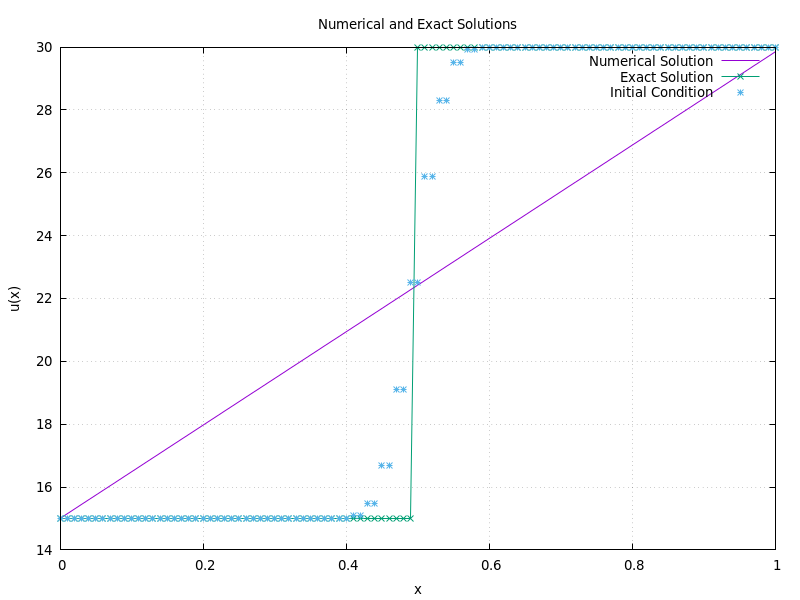 Numerical and Exact Solutions
30
28
26
24
22
20
18
16
14
u(x)
Numerical Solution
Exact Solution
Initial Condition
0
0.2
0.4
0.6
0.8
1
x